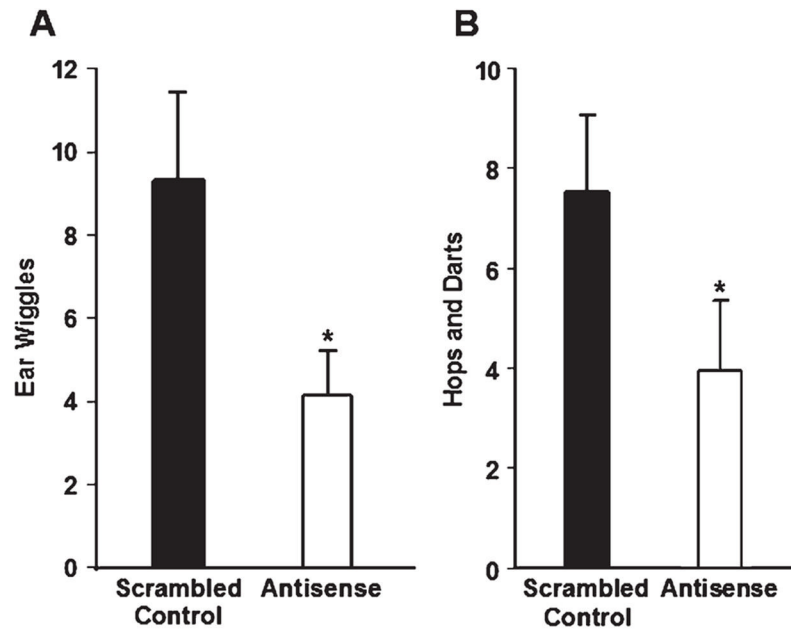 A
B
12
10
8
6
4
2
0
Ear Wiggles
*
Scrambled
Control
Antisense
10
8
6
4
2
0
Hops and Darts
*
Scrambled
Control
Antisense